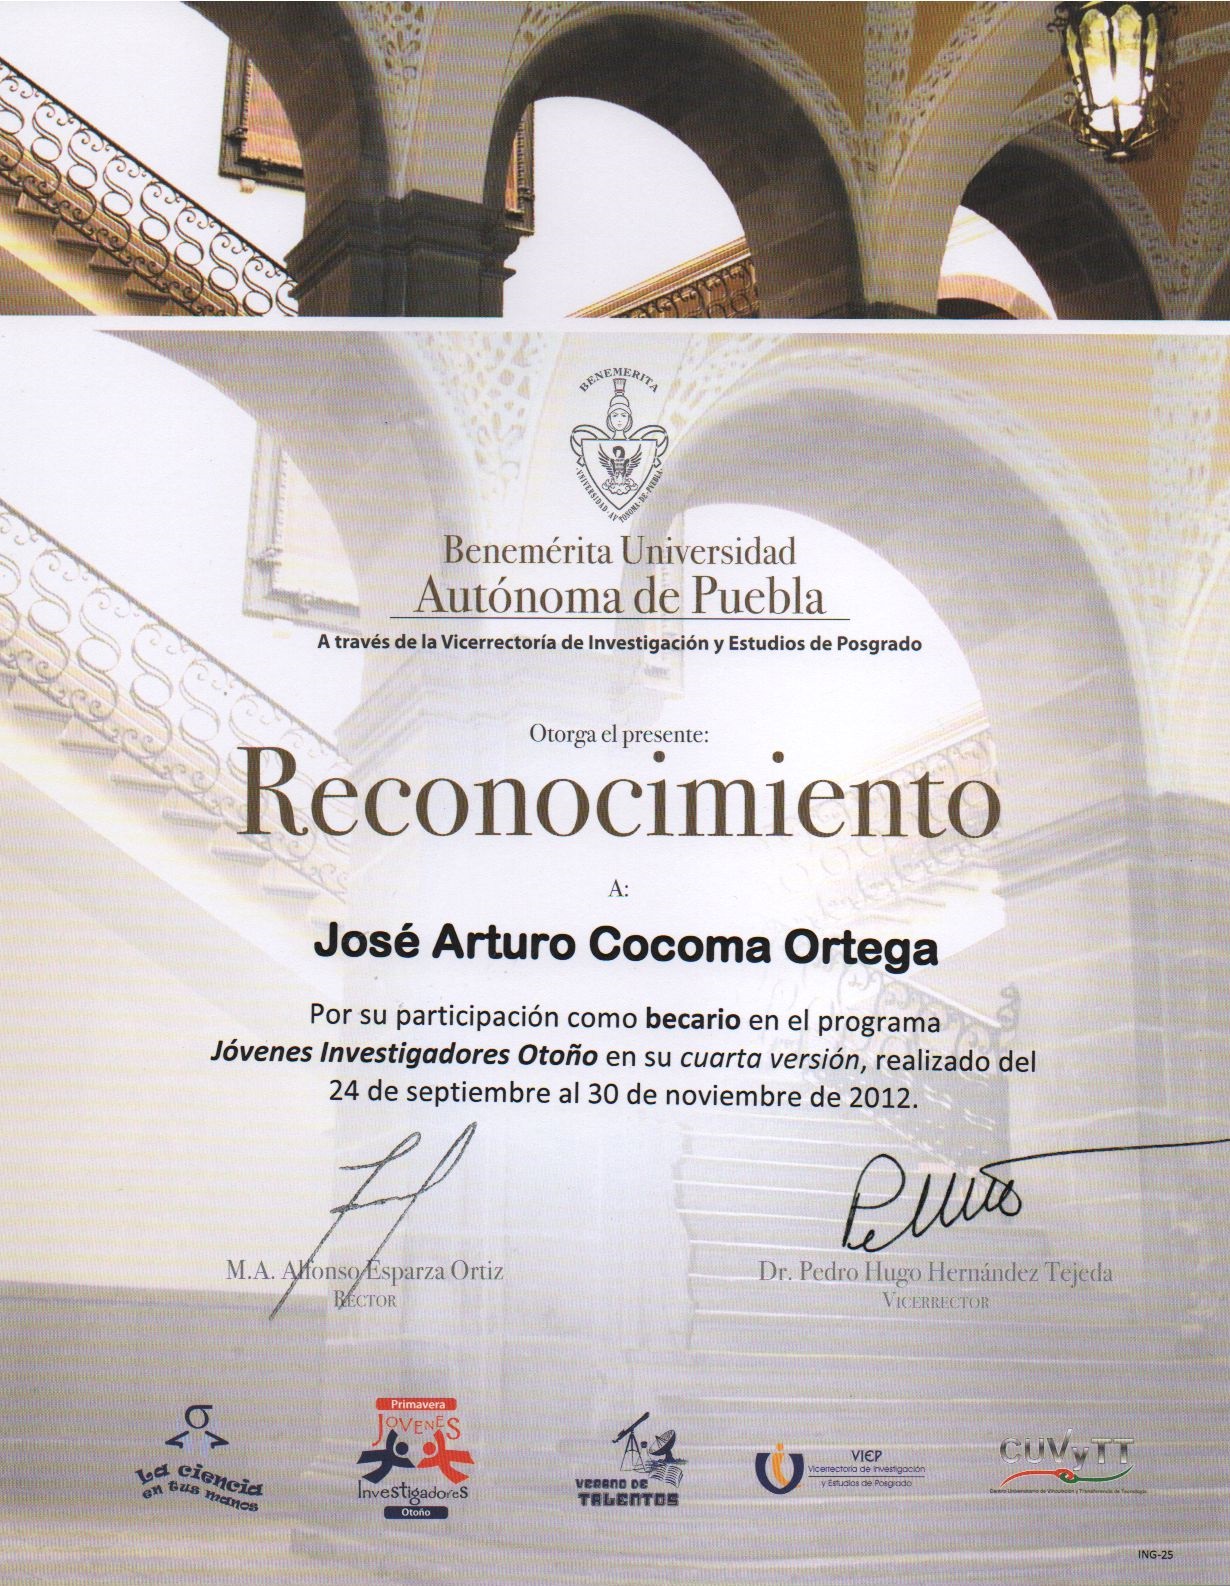 BENEMERITA
UNIVERSIDAD·AVTONOMA·DE·PUEBLA
Benemérita Universidad
Autónoma de Puebla
A través de la Vicerrectoría de Investigación y Estudios de Posgrado
Otorga el presente:
Reconocimiento
A:
José Arturo Cocoma Ortega
Por su participación como becario en el programa
Jóvenes Investigadores Otoño en su cuarta versión, realizado del
24 de septiembre al 30 de noviembre de 2012.
M.A. Alfonso Esparza Ortiz
RECTOR
Dr. Pedro Hugo Hernández Tejeda
VICERRECTOR
La ciencia
en tus manos
Primavera
JOVENES
InvestigadoreS
Otoño
VERANO DE
TALENTOS
VIEP
Vicerrectoría de Investigación
y Estudios de Posgrado
CUVyTT
Centro Universitario de Vinculación y Transferencia de Tecnología
ING-25